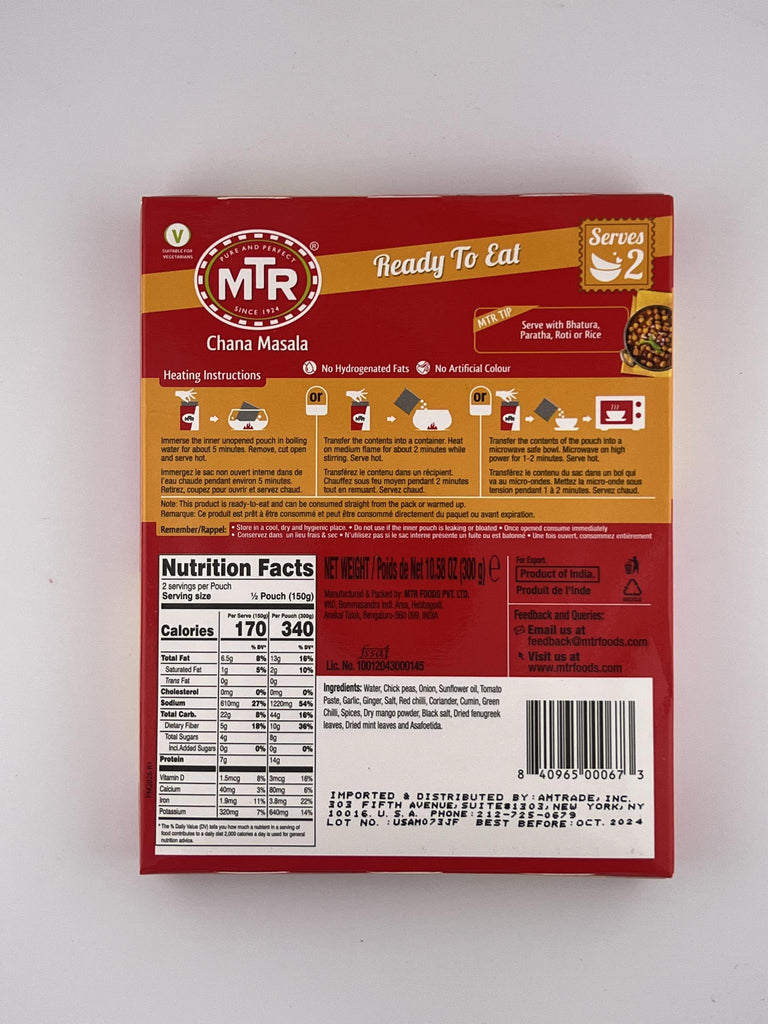 V
SUITABLE FOR
VEGETARIANS
PURE AND PERFECT
MTR
SINCE 1924
®
Chana Masala
Ready To Eat
Serves
2
MTR TIP
Serve with Bhatura,
Paratha, Roti or Rice
No Hydrogenated Fats No Artificial Colour
Heating Instructions
Immerse the inner unopened pouch in boiling
water for about 5 minutes. Remove, cut open
and serve hot.
Immergez le sac non ouvert interne dans de
l'eau chaude pendant environ 5 minutes.
Retirez, coupez pour ouvrir et servez chaud.
or
Transfer the contents into a container. Heat
on medium flame for about 2 minutes while
stirring. Serve hot.
Transférez le contenu dans un récipient.
Chauffez sous feu moyen pendant 2 minutes
tout en remuant. Servez chaud.
or
Transfer the contents of the pouch into a
microwave safe bowl. Microwave on high
power for 1-2 minutes. Serve hot.
Transférez le contenu du sac dans un bol qui
va au micro-ondes. Mettez la micro-onde sous
tension pendant 1 à 2 minutes. Servez chaud.
Note: This product is ready-to-eat and can be consumed straight from the pack or warmed up.
Remarque: Ce produit est prêt à être consommé et peut être consommé directement du paquet ou avant expiration.
Remember/Rappel: • Store in a cool, dry and hygienic place. • Do not use if the inner pouch is leaking or bloated • Once opened consume immediately
• Conservez dans un lieu frais & sec • N'utilisez pas si le sac interne présente un fuite ou est balonné • Une fois ouvert, consommez entièrement
Nutrition Facts
2 servings per Pouch
Serving size ½ Pouch (150g)
Per Serve (150g) Per Pouch (300g)
Calories 170 340
% DV* % DV*
Total Fat 6.5g 8% 13g 16%
Saturated Fat 1g 5% 2g 10%
Trans Fat 0g 0g
Cholesterol 0mg 0% 0mg 0%
Sodium 610mg 27% 1220mg 54%
Total Carb. 22g 8% 44g 16%
Dietary Fiber 5g 18% 10g 36%
Total Sugars 4g 8g
Incl.Added Sugars 0g 0% 0g 0%
Protein 7g 14g
Vitamin D 1.5mcg 8% 3mcg 16%
Calcium 40mg 3% 80mg 6%
Iron 1.9mg 11% 3.8mg 22%
Potassium 320mg 7% 640mg 14%
* The % Daily Value (DV) tells you how much a nutrient in a serving of
food contributes to a daily diet 2,000 calories a day is used for general
nutrition advice.
NET WEIGHT / Poids de Net 10.58 OZ (300 g) e
Manufactured & Packed by: MTR FOODS PVT. LTD.
#80, Bommasandra Indl. Area, Hebbagodi,
Anekal Taluk, Bengaluru-560 099, INDIA
fssai
Lic. No. 10012043000145
For Export.
Product of India.
Produit de l'Inde
RECYCLE
Feedback and Queries:
Email us at
feedback@mtrfoods.com
Visit us at
www.mtrfoods.com
Ingredients: Water, Chick peas, Onion, Sunflower oil, Tomato
Paste, Garlic, Ginger, Salt, Red chilli, Coriander, Cumin, Green
Chilli, Spices, Dry mango powder, Black salt, Dried fenugreek
leaves, Dried mint leaves and Asafoetida.
8 40965 00067 3
IMPORTED & DISTRIBUTED BY:AMTRADE, INC.
303 FIFTH AVENUE, SUITE#1303, NEW YORK, NY
10016. U. S. A. PHONE:212-725-0679
LOT NO. :USAM073JF BEST BEFORE:OCT. 2024